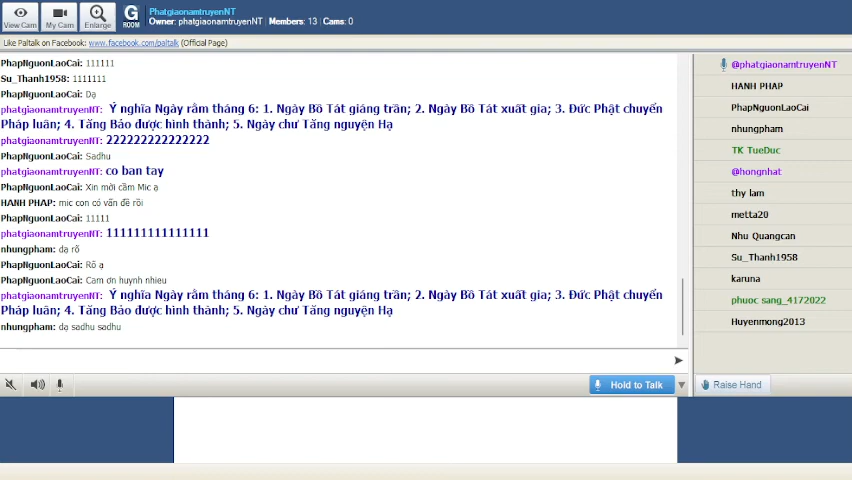 PhatgiaonamtruyenNT
Owner: phatgiaonamtruyenNT | Members: 13 | Cams: 0
View Cam
My Cam
Enlarge
G
ROOM
Like Paltalk on Facebook: www.facebook.com/paltalk (Official Page)
PhapNguonLaoCai: 111111
Su_Thanh1958: 1111111
PhapNguonLaoCai: Dạ
phatgiaonamtruyenNT: Ý nghĩa Ngày rằm tháng 6: 1. Ngày Bồ Tát giáng trần; 2. Ngày Bồ Tát xuất gia; 3. Đức Phật chuyển
Pháp luân; 4. Tăng Bảo được hình thành; 5. Ngày chư Tăng nguyện Hạ
phatgiaonamtruyenNT: 222222222222222
PhapNguonLaoCai: Sadhu
phatgiaonamtruyenNT: co ban tay
PhapNguonLaoCai: Xin mời cầm Mic ạ
HANH PHAP: mic con có vấn đề rồi
PhapNguonLaoCai: 11111
phatgiaonamtruyenNT: 111111111111111
nhungpham: dạ rõ
PhapNguonLaoCai: Rõ ạ
PhapNguonLaoCai: Cam ơn huynh nhieu
phatgiaonamtruyenNT: Ý nghĩa Ngày rằm tháng 6: 1. Ngày Bồ Tát giáng trần; 2. Ngày Bồ Tát xuất gia; 3. Đức Phật chuyển
Pháp luân; 4. Tăng Bảo được hình thành; 5. Ngày chư Tăng nguyện Hạ
nhungpham: dạ sadhu sadhu
Hold to Talk
@phatgiaonamtruyenNT
HANH PHAP
PhapNguonLaoCai
nhungpham
TK TueDuc
@hongnhat
thy lam
metta20
Nhu Quangcan
Su_Thanh1958
karuna
phuoc sang_4172022
Huyenmong2013
Raise Hand